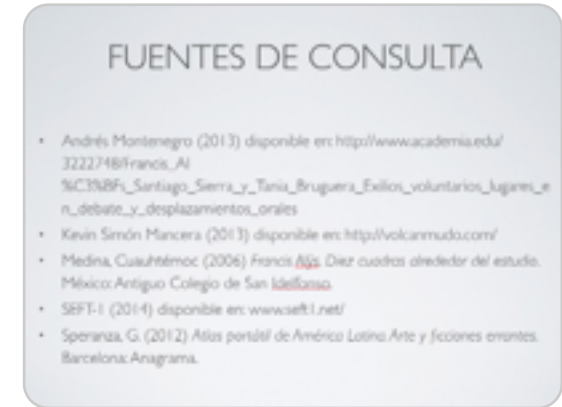 FUENTES DE CONSULTA
• Andrés Montenegro (2013) disponible en: http://www.academia.edu/
3222748/Francis_Al
%C3%BFs_Santiago_Sierra_y_Tania_Bruguera_Exilios_voluntarios_lugares_e
n_debate_y_desplazamientos_orales
• Kevin Simón Mancera (2013) disponible en: http://volcanmudo.com/
• Medina, Cuauhtémoc (2006) Francis Alÿs. Diez cuadros alrededor del estudio.
México: Antiguo Colegio de San Idelfonso.
• SEFT-1 (2014) disponible en: www.seft1.net/
• Speranza, G. (2012) Atlas portátil de América Latina. Arte y ficciones errantes.
Barcelona: Anagrama.